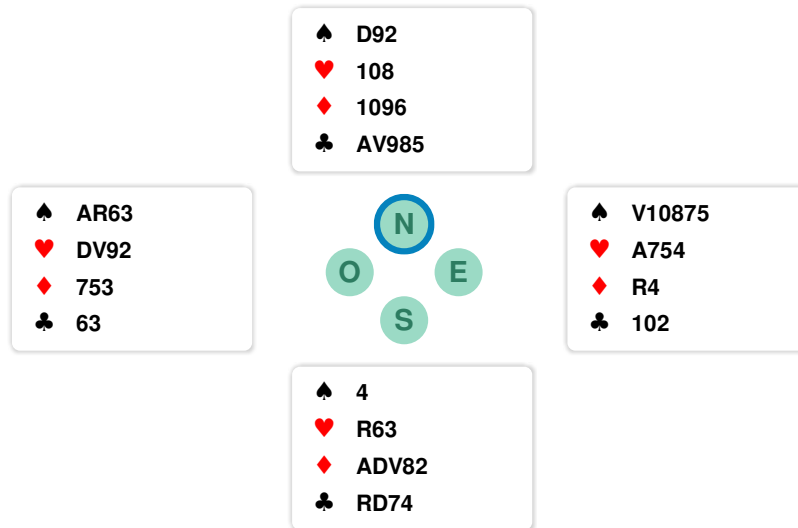 ♠ D92
♥ 108
♦ 1096
♣ AV985
♠ AR63
♥ DV92
♦ 753
♣ 63
N
O E
S
♠ V10875
♥ A754
♦ R4
♣ 102
♠ 4
♥ R63
♦ ADV82
♣ RD74